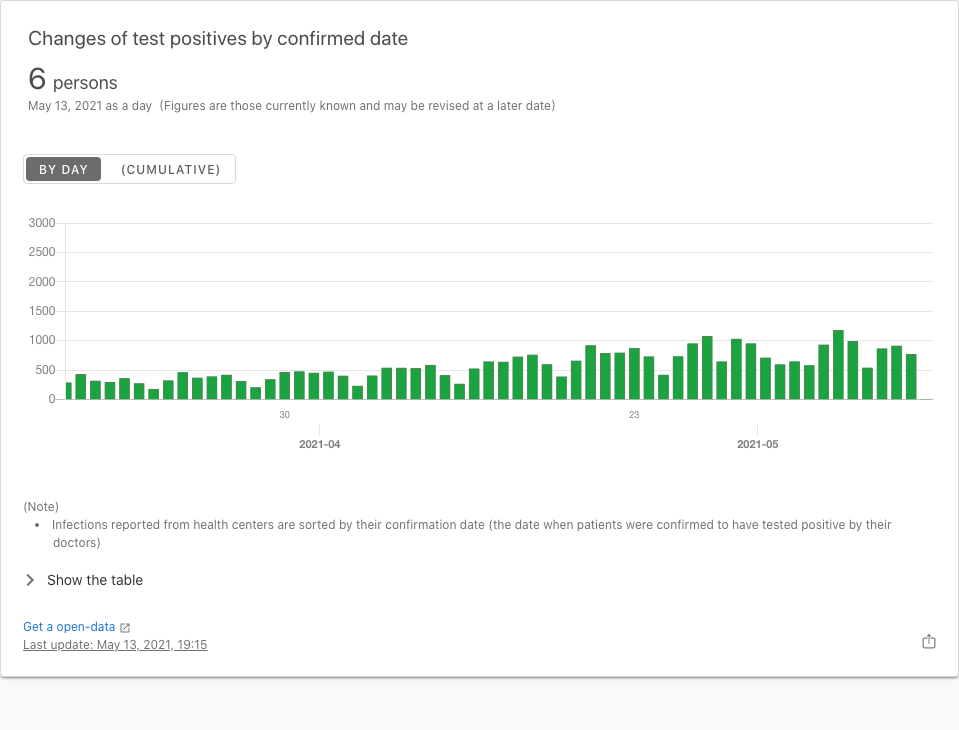 Changes of test positives by confirmed date
6 persons
May 13, 2021 as a day (Figures are those currently known and may be revised at a later date)
BY DAY (CUMULATIVE)
3000
2500
2000
1500
1000
500
0
30 23
2021-04 2021-05
(Note)
• Infections reported from health centers are sorted by their confirmation date (the date when patients were confirmed to have tested positive by their
doctors)
Show the table
Get a open-data
Last update: May 13, 2021, 19:15